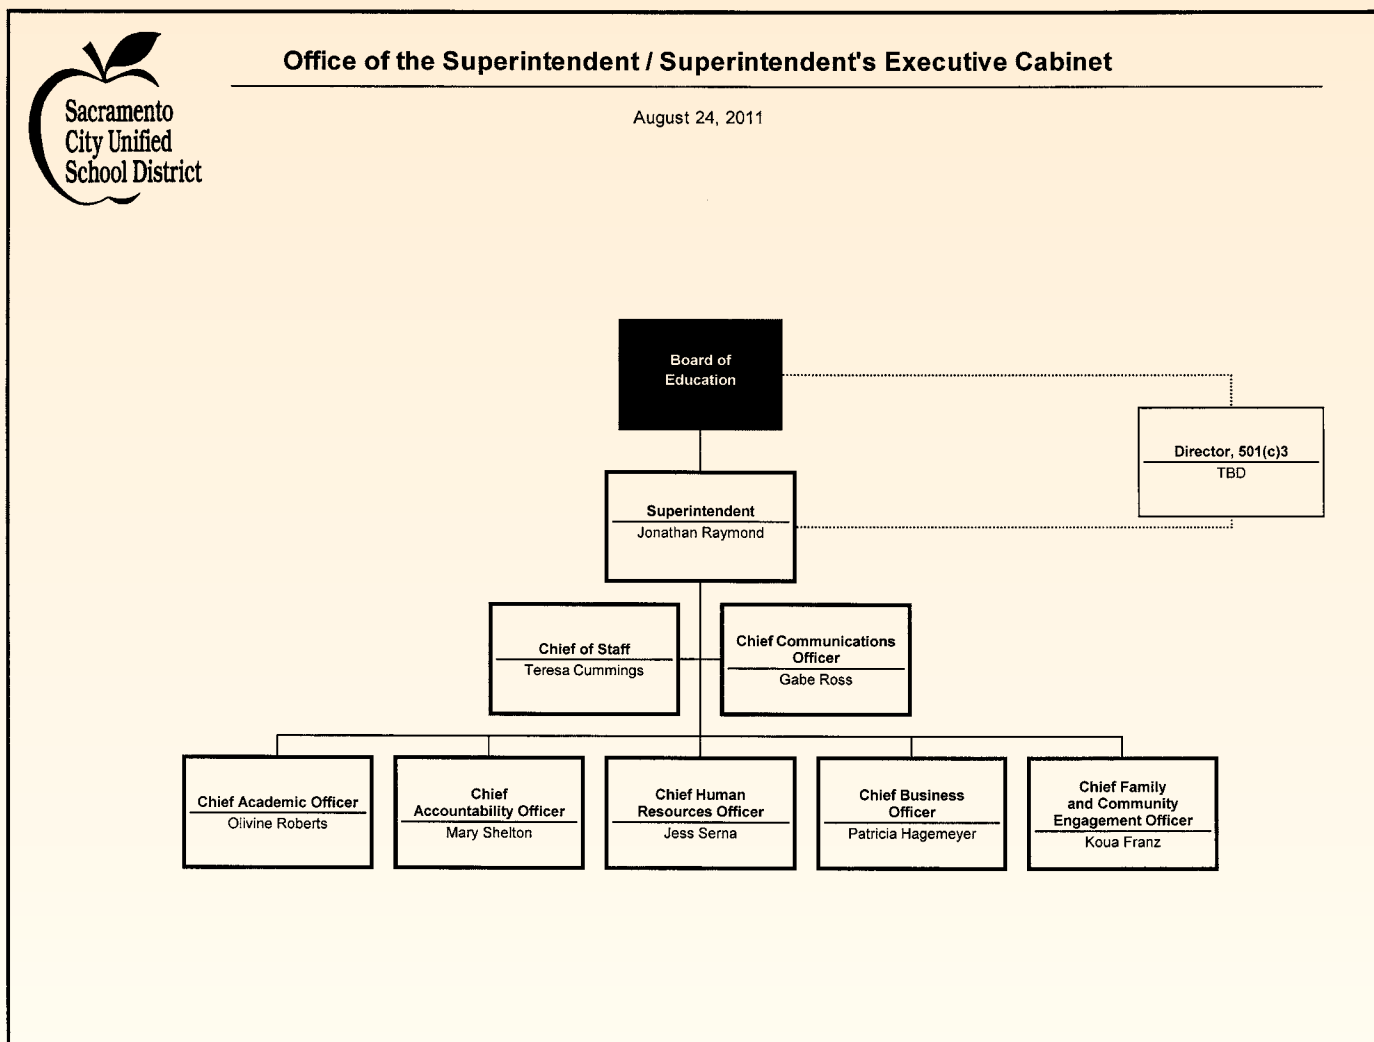 Sacramento
City Unified
School District
Office of the Superintendent / Superintendent's Executive Cabinet
August 24, 2011
Board of
Education
Director, 501(c)3
TBD
Superintendent
Jonathan Raymond
Chief of Staff
Teresa Cummings
Chief Communications
Officer
Gabe Ross
Chief Academic Officer
Olivine Roberts
Chief
Accountability Officer
Mary Shelton
Chief Human
Resources Officer
Jess Serna
Chief Business
Officer
Patricia Hagemeyer
Chief Family
and Community
Engagement Officer
Koua Franz